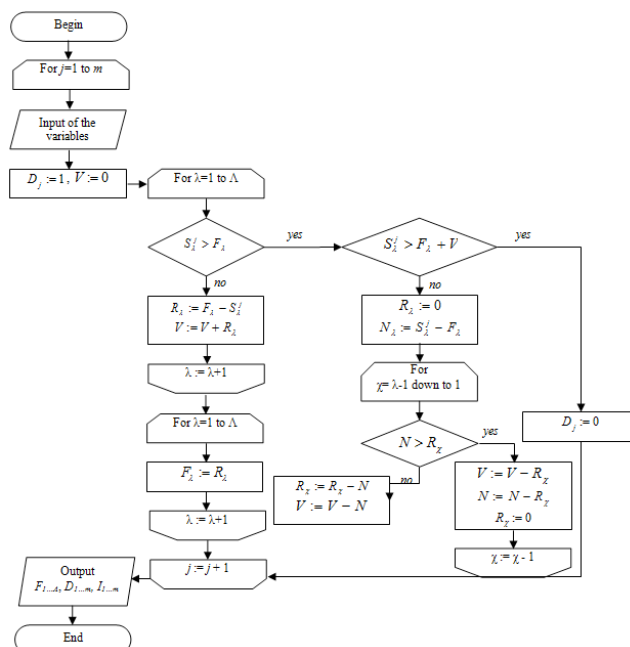 Begin
For j=1 to m
Input of the
variables
D_j := 1, V := 0
For λ=1 to Λ
S_λ^j > F_λ
yes
S_λ^j > F_λ + V
yes
no
no
R_λ := F_λ − S_λ^j
V := V + R_λ
R_λ := 0
N_λ := S_λ^j − F_λ
λ := λ+1
For
χ= λ-1 down to 1
For λ=1 to Λ
D_j := 0
N > R_χ
yes
F_λ := R_λ
no
R_χ := R_χ − N
V := V − N
V := V − R_χ
N := N − R_χ
R_χ := 0
λ := λ+1
χ := χ - 1
j := j + 1
Output
F_1...Λ, D_1...m, I_1...m
End